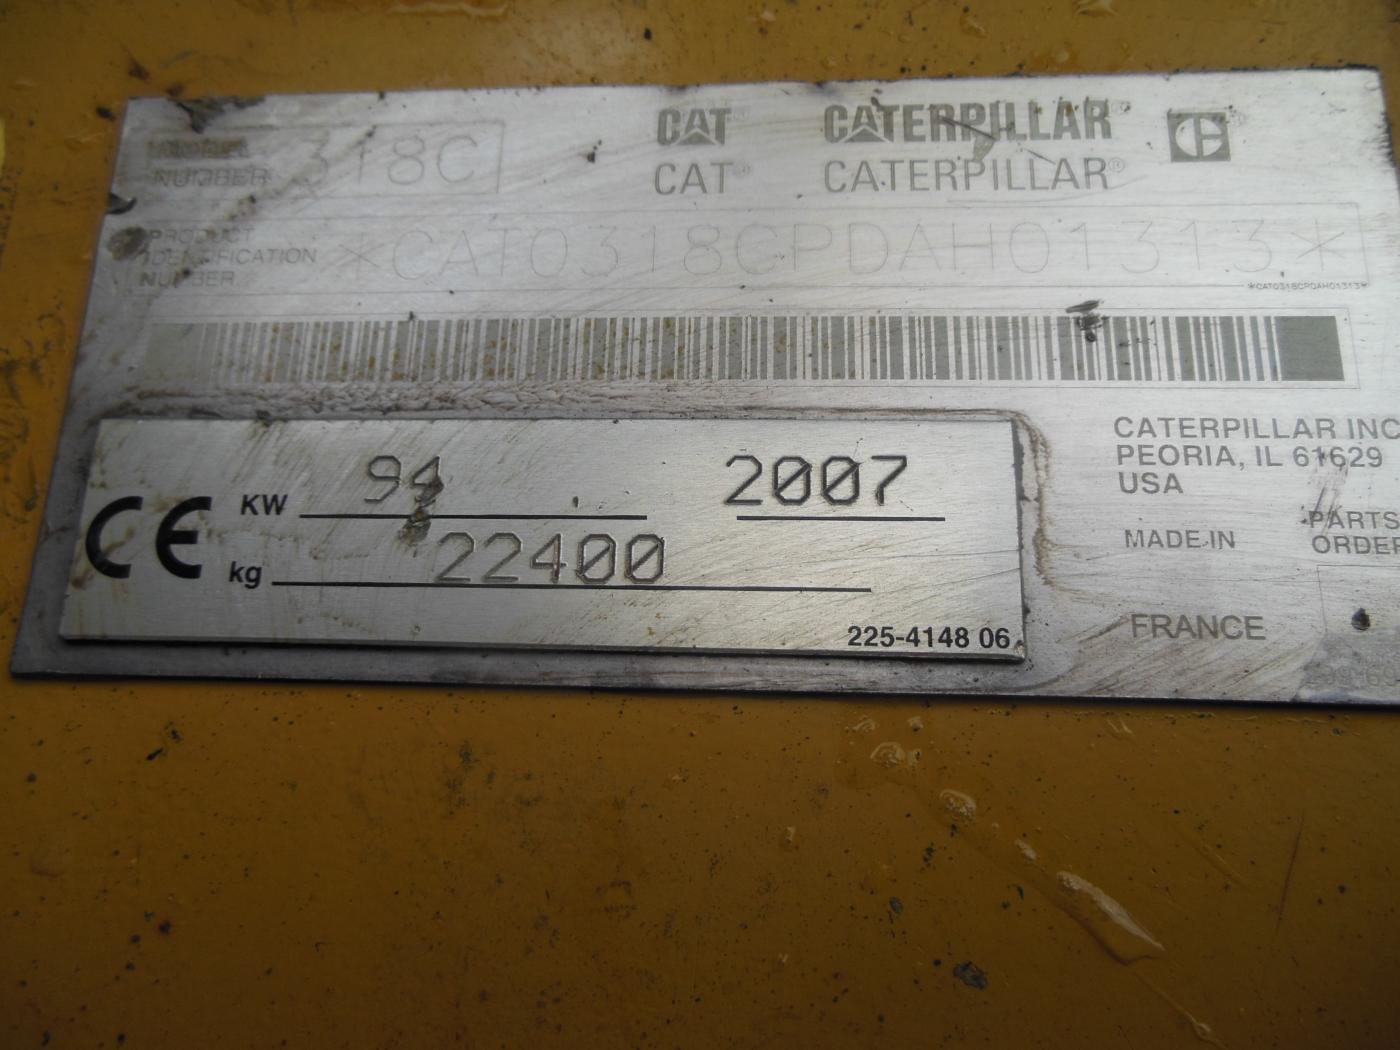 MODEL NUMBER 318C
CAT® CATERPILLAR®
CAT® CATERPILLAR®
PRODUCT
IDENTIFICATION
NUMBER
*CAT0318CPDAH01313*
*CAT0318CPDAH01313*
CE KW 94 2007
kg 22400
225-4148 06
CATERPILLAR INC
PEORIA, IL 61629
USA
MADE IN
FRANCE
PARTS
ORDER